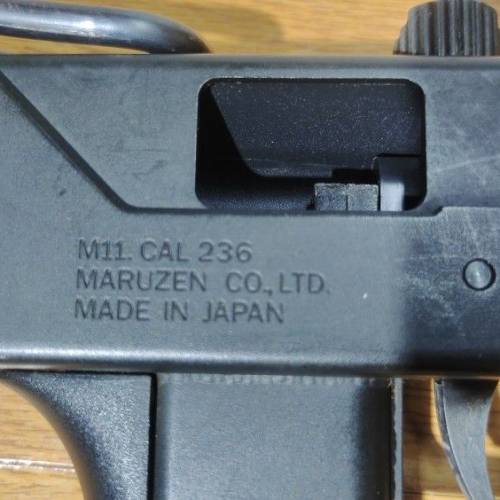 M11. CAL 236
MARUZEN CO., LTD.
MADE IN JAPAN